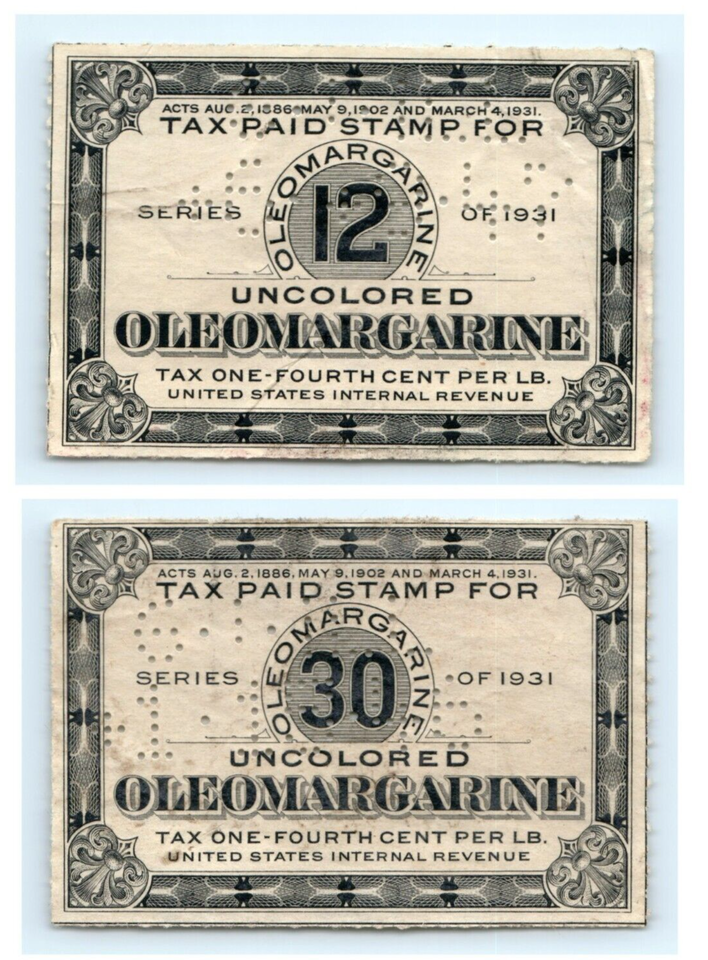 ACTS AUG. 2, 1886, MAY 9, 1902 AND MARCH 4, 1931.
TAX PAID STAMP FOR
OLEOMARGARINE
SERIES 12 OF 1931
UNCOLORED
OLEOMARGARINE
TAX ONE-FOURTH CENT PER LB.
UNITED STATES INTERNAL REVENUE
ACTS AUG. 2, 1886, MAY 9, 1902 AND MARCH 4, 1931.
TAX PAID STAMP FOR
OLEOMARGARINE
SERIES 30 OF 1931
UNCOLORED
OLEOMARGARINE
TAX ONE-FOURTH CENT PER LB.
UNITED STATES INTERNAL REVENUE